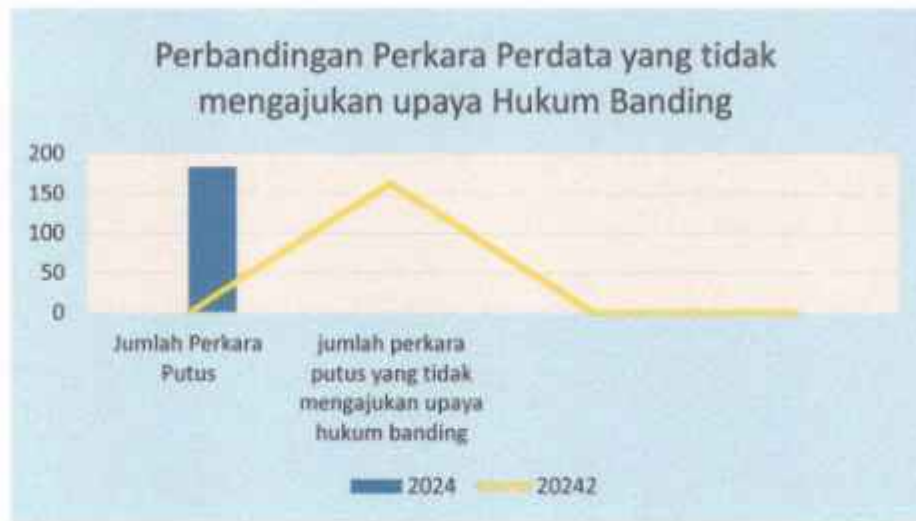 Perbandingan Perkara Perdata yang tidak
mengajukan upaya Hukum Banding
200
150
100
50
0
Jumlah Perkara
Putus
jumlah perkara
putus yang tidak
mengajukan upaya
hukum banding
2024
20242